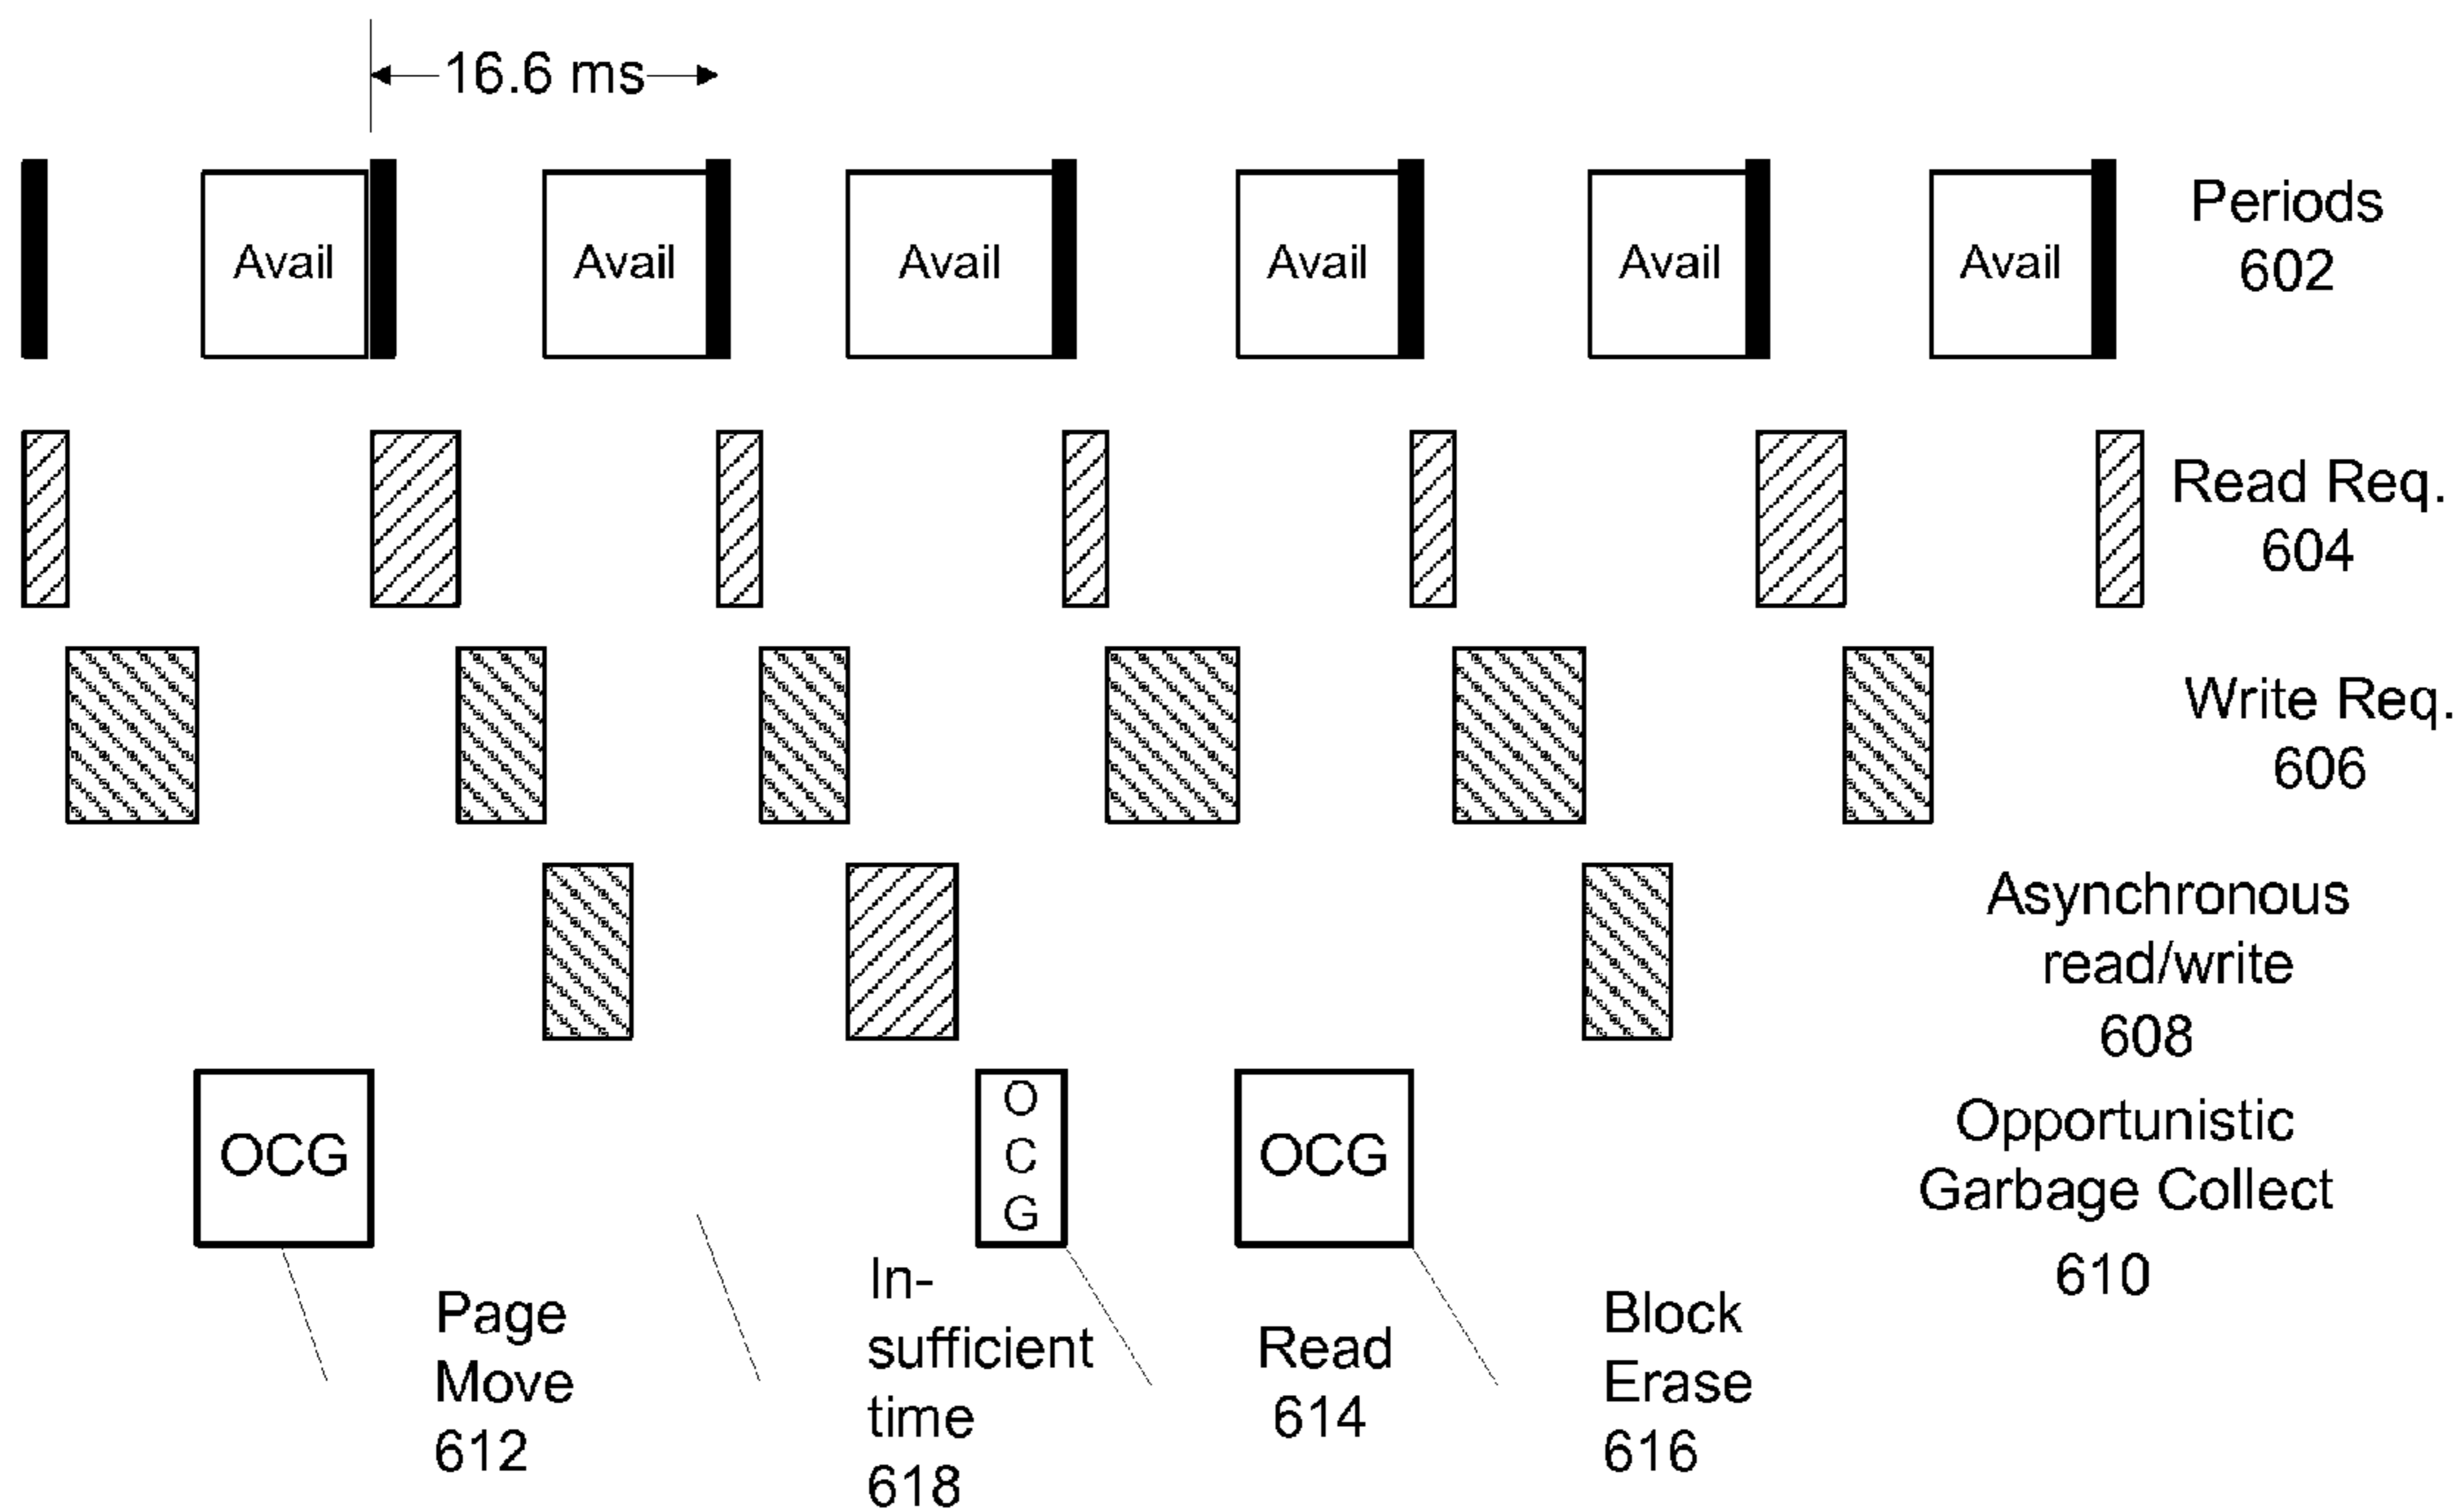 16.6 ms
Avail
Avail
Avail
Avail
Avail
Avail
Periods
602
Read Req.
604
Write Req.
606
Asynchronous
read/write
608
OCG
O
C
G
OCG
Opportunistic
Garbage Collect
610
Page
Move
612
In-
sufficient
time
618
Read
614
Block
Erase
616